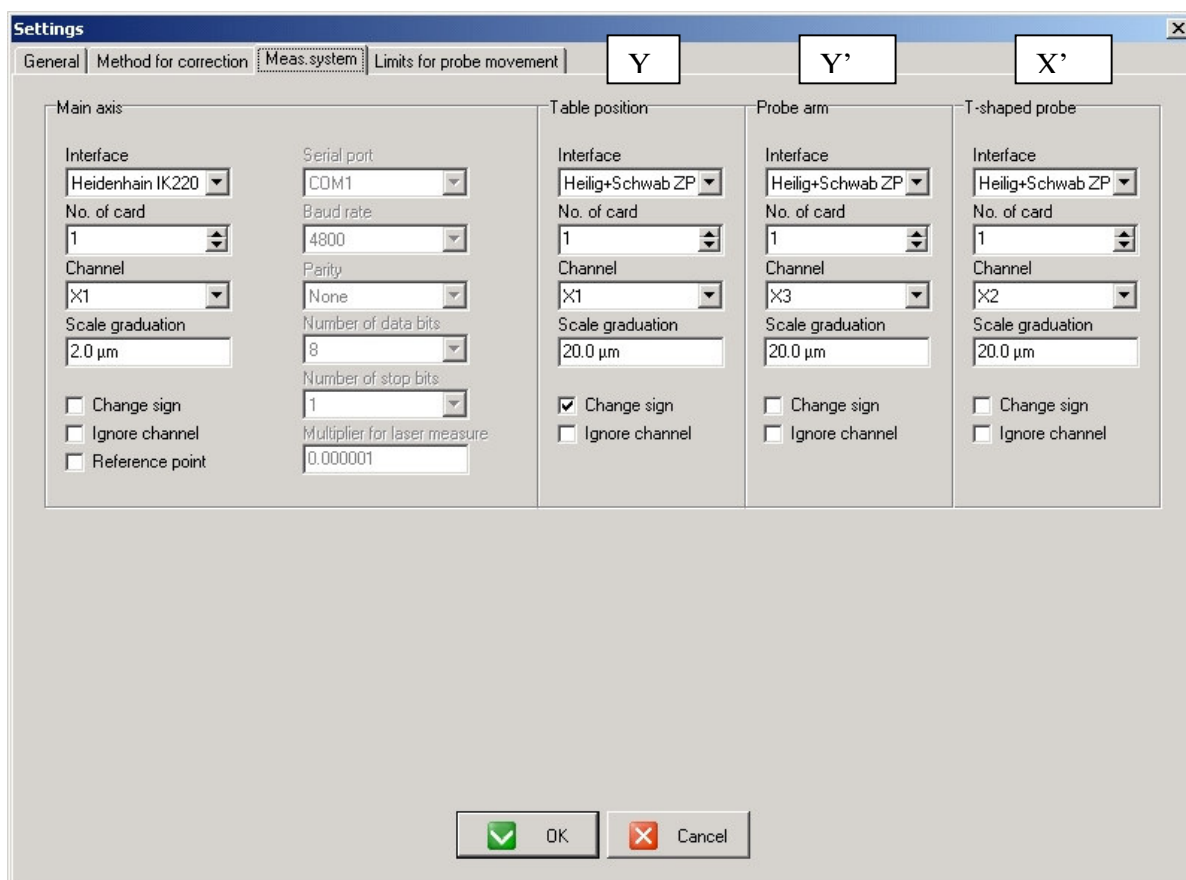 Settings
General
Method for correction
Meas.system
Limits for probe movement
Y
Y’
X’
Main axis
Interface
Heidenhain IK220
No. of card
1
Channel
X1
Scale graduation
2.0 µm
Change sign
Ignore channel
Reference point
Serial port
COM1
Baud rate
4800
Parity
None
Number of data bits
8
Number of stop bits
1
Multiplier for laser measure
0.000001
Table position
Interface
Heilig+Schwab ZP
No. of card
1
Channel
X1
Scale graduation
20.0 µm
Change sign
Ignore channel
Probe arm
Interface
Heilig+Schwab ZP
No. of card
1
Channel
X3
Scale graduation
20.0 µm
Change sign
Ignore channel
T-shaped probe
Interface
Heilig+Schwab ZP
No. of card
1
Channel
X2
Scale graduation
20.0 µm
Change sign
Ignore channel
OK
Cancel